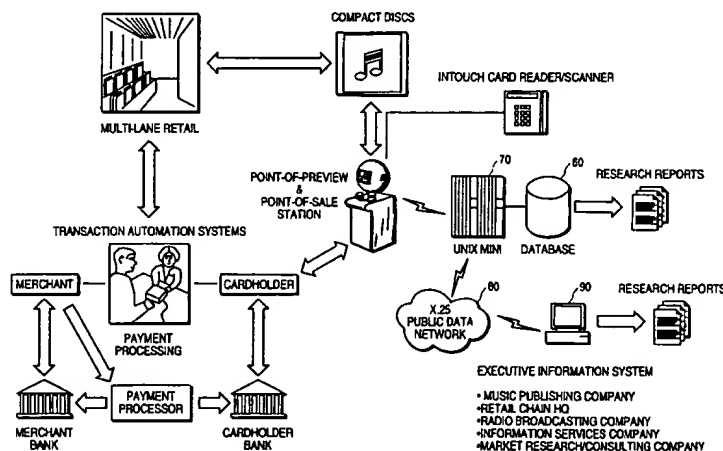 COMPACT DISCS
INTOUCH CARD READER/SCANNER
MULTI-LANE RETAIL
POINT-OF-PREVIEW
&
POINT-OF-SALE
STATION
70
60
RESEARCH REPORTS
UNIX MINI
DATABASE
TRANSACTION AUTOMATION SYSTEMS
MERCHANT
CARDHOLDER
PAYMENT
PROCESSING
80
X.25
PUBLIC DATA
NETWORK
90
RESEARCH REPORTS
PAYMENT
PROCESSOR
MERCHANT
BANK
CARDHOLDER
BANK
EXECUTIVE INFORMATION SYSTEM
• MUSIC PUBLISHING COMPANY
• RETAIL CHAIN HQ
• RADIO BROADCASTING COMPANY
• INFORMATION SERVICES COMPANY
• MARKET RESEARCH/CONSULTING COMPANY